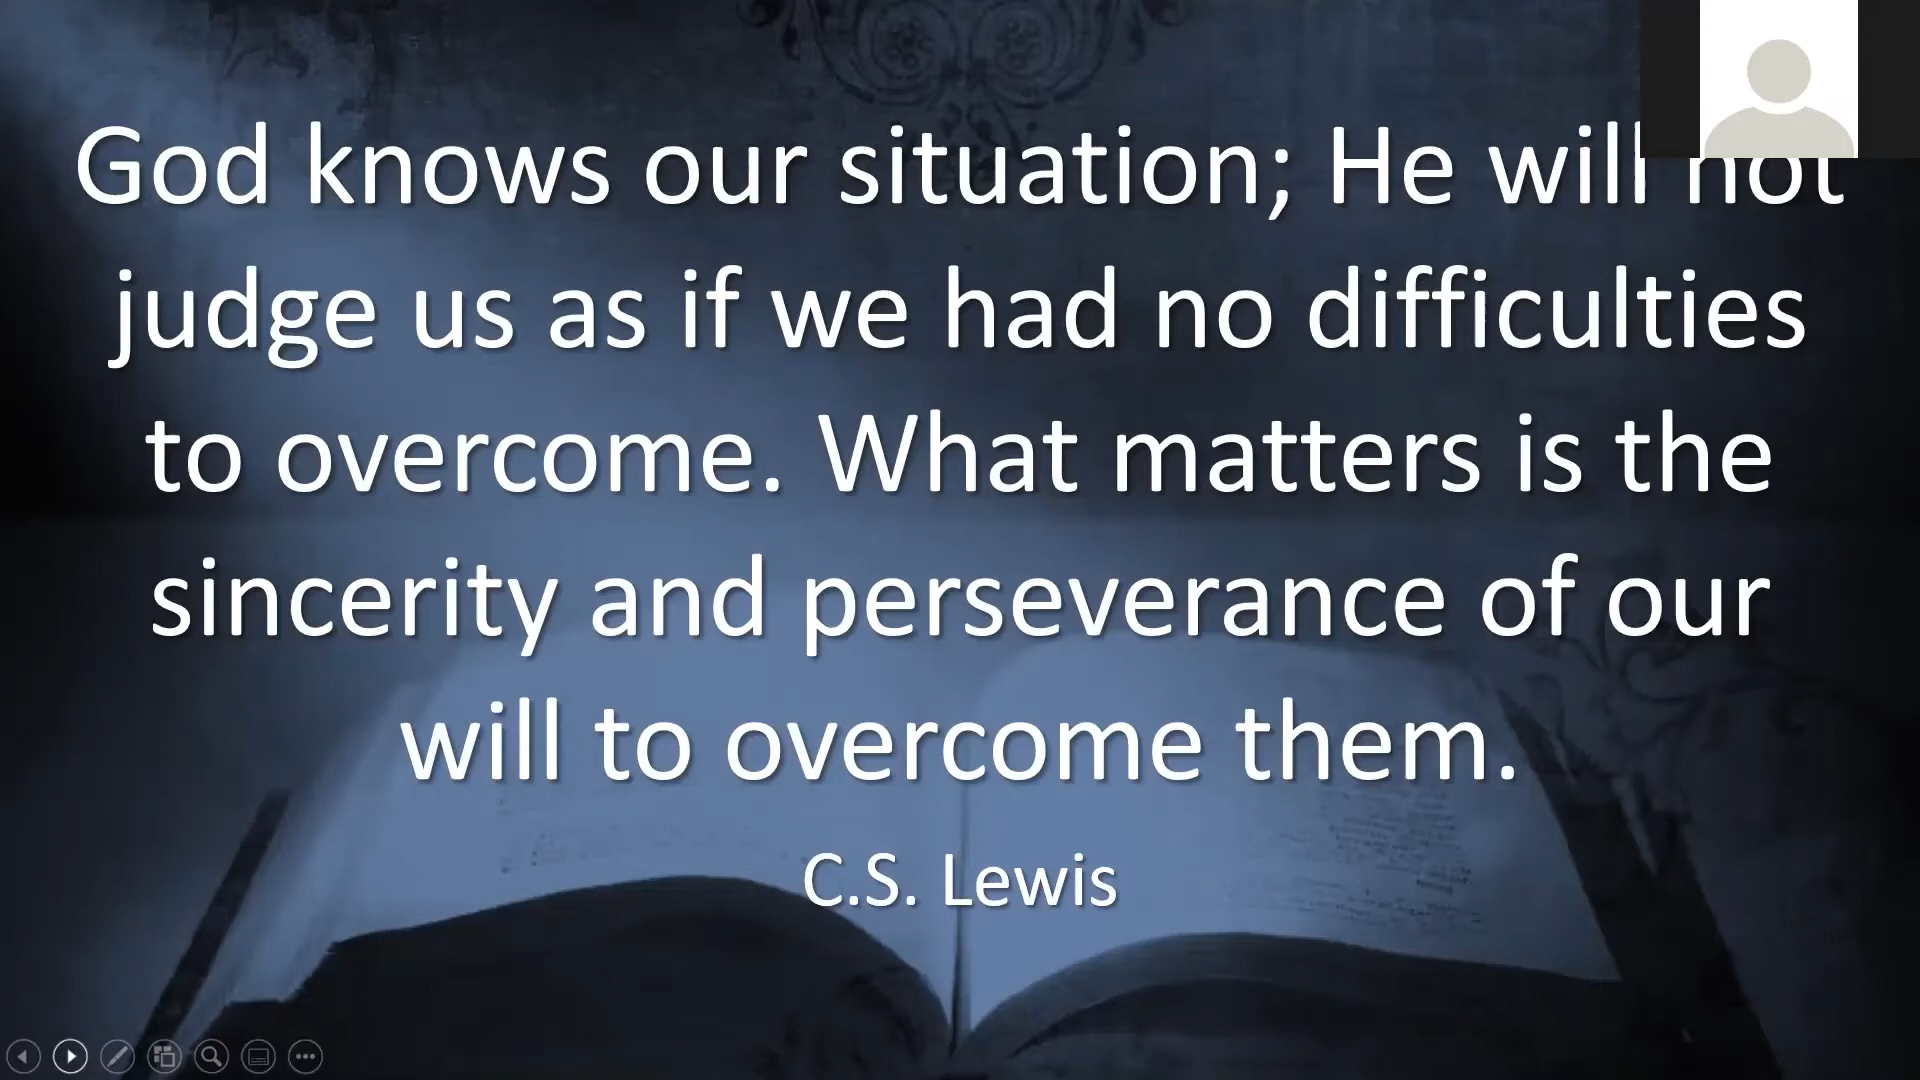 God knows our situation; He will not
judge us as if we had no difficulties
to overcome. What matters is the
sincerity and perseverance of our
will to overcome them.
C.S. Lewis